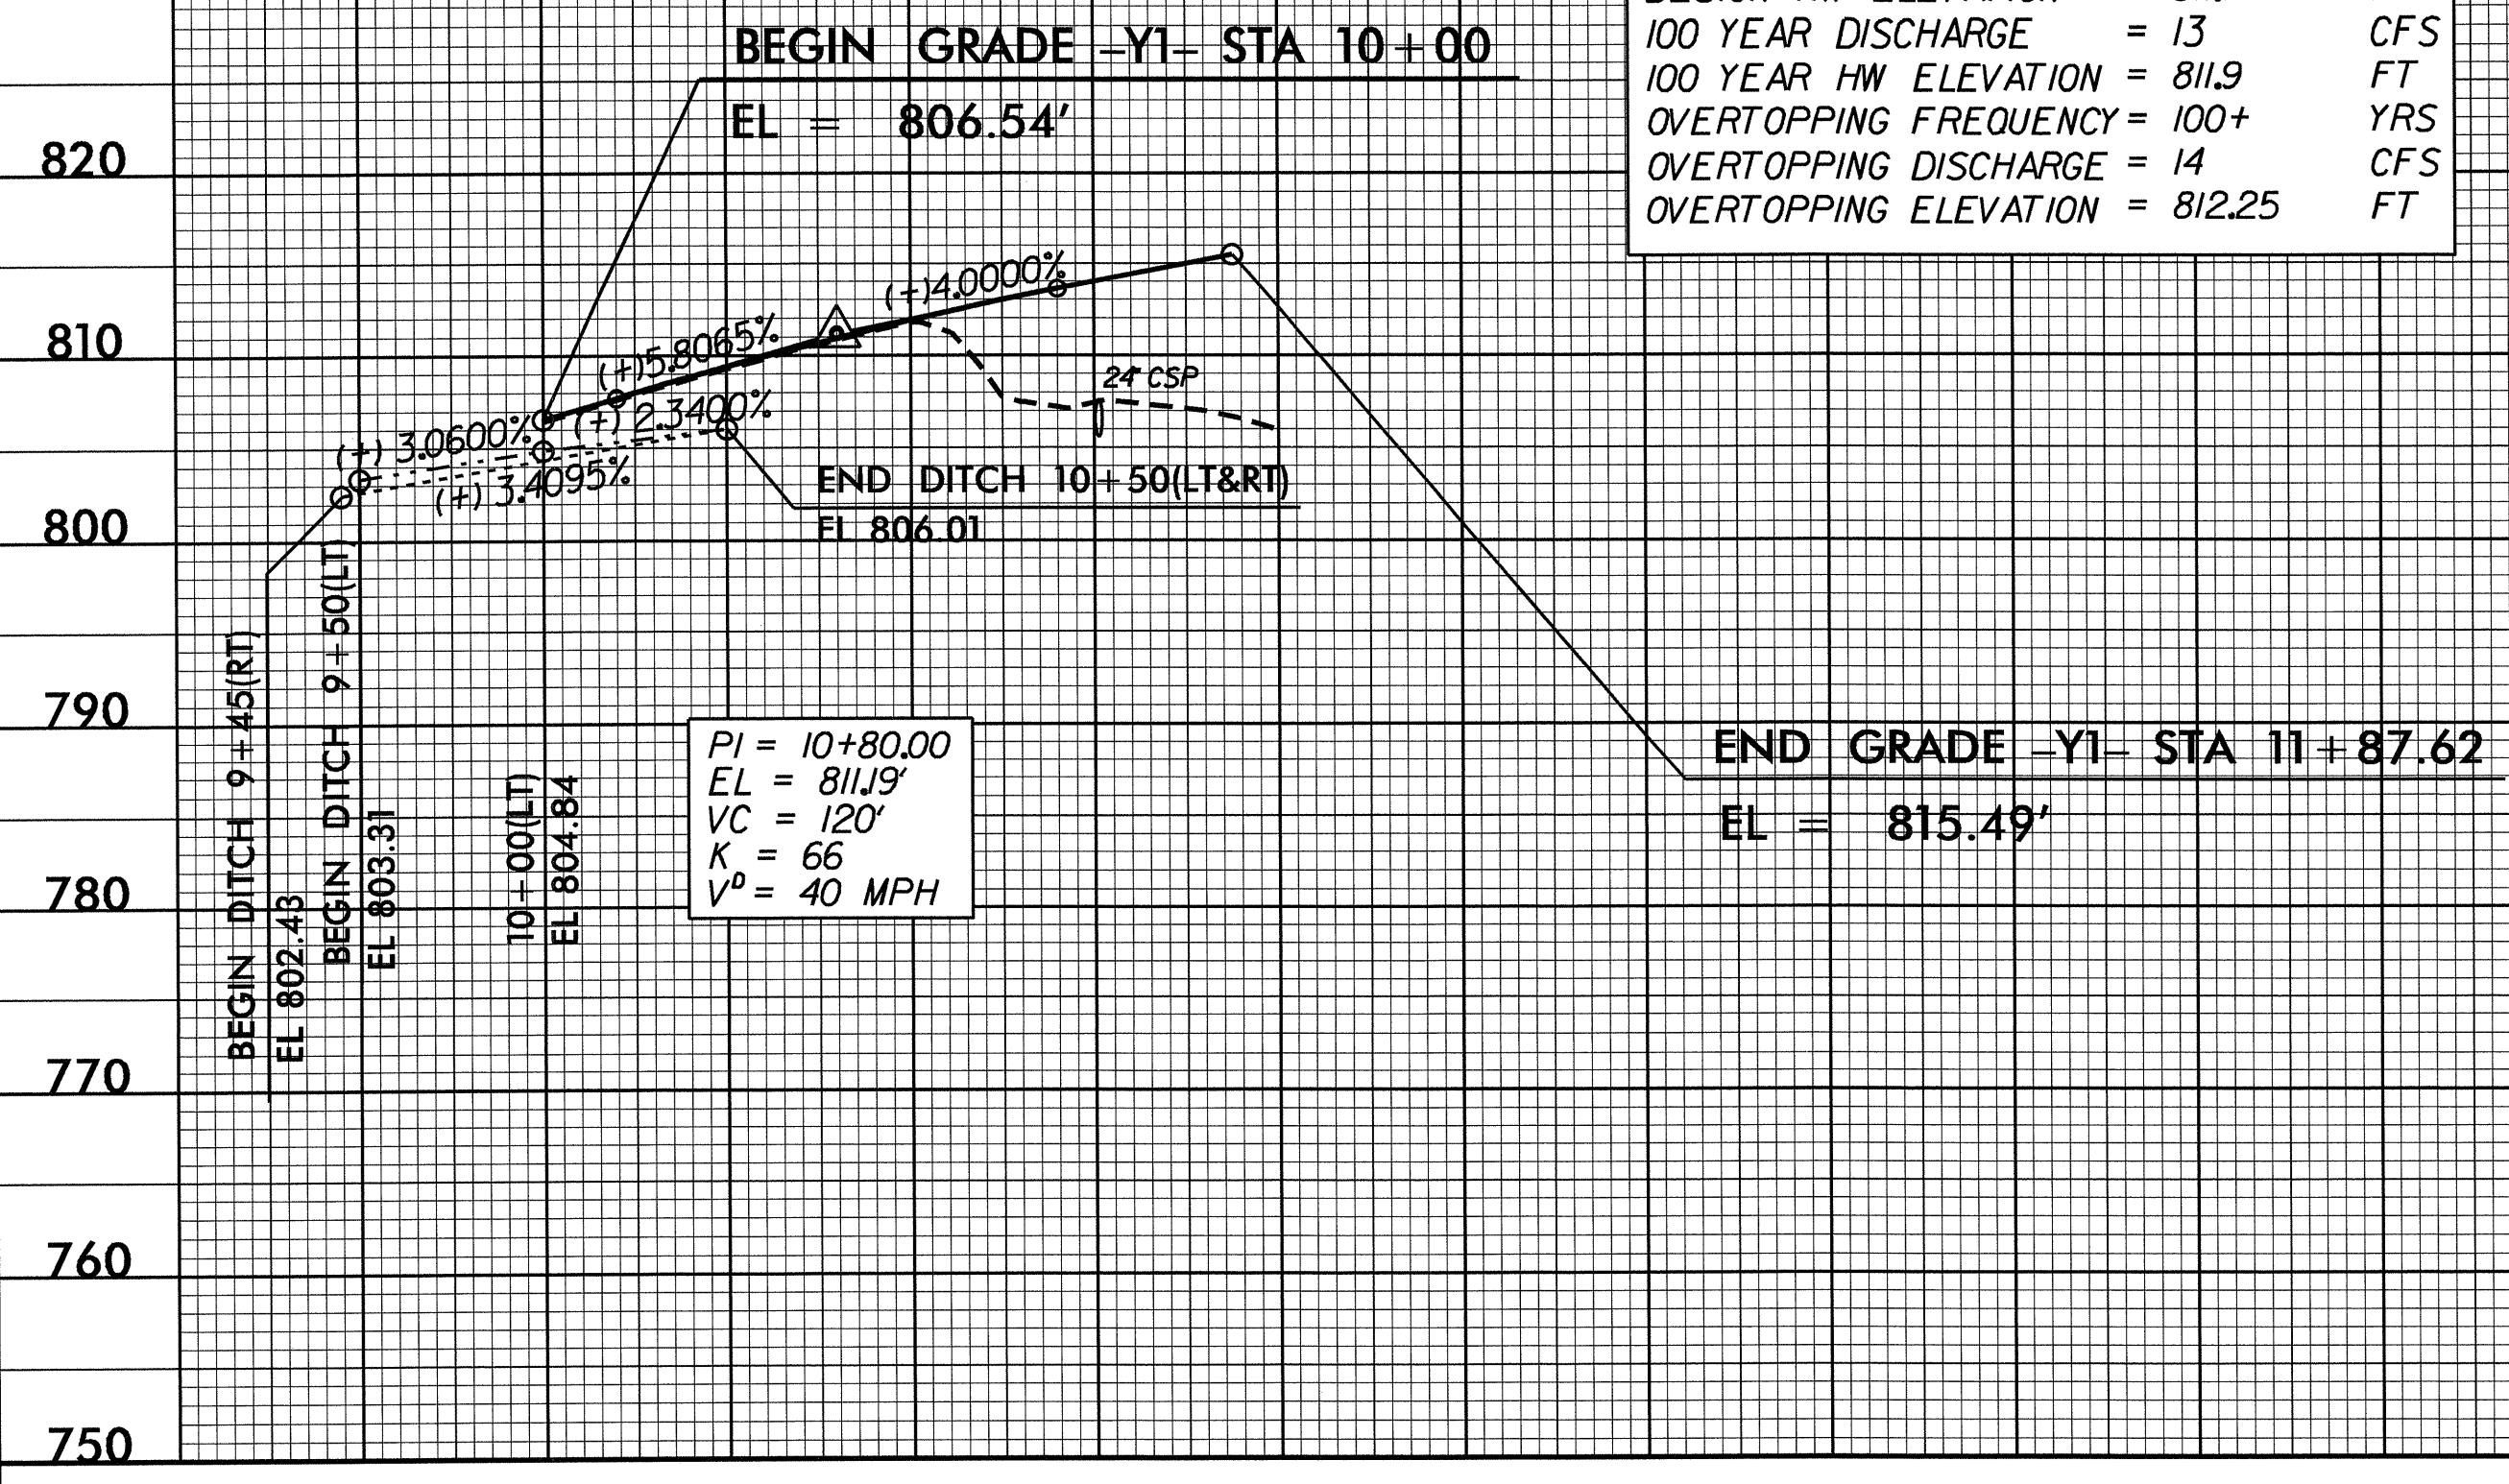 BEGIN GRADE -Y1- STA 10+00
EL = 806.54'
100 YEAR DISCHARGE = 13 CFS
100 YEAR HW ELEVATION = 811.9 FT
OVERTOPPING FREQUENCY = 100+ YRS
OVERTOPPING DISCHARGE = 14 CFS
OVERTOPPING ELEVATION = 812.25 FT
820
810
800
790
780
770
760
750
(+)4.0000%
(+)5.8065%
24" CSP
(+) 2.3400%
(+) 3.0600%
(+) 3.4095%
END DITCH 10+50(LT&RT)
EL 806.01
BEGIN DITCH 9+45(RT)
EL 802.43
BEGIN DITCH 9+50(LT)
EL 803.31
10+00(LT)
EL 804.84
PI = 10+80.00
EL = 811.19'
VC = 120'
K = 66
VD = 40 MPH
END GRADE -Y1- STA 11+87.62
EL = 815.49'